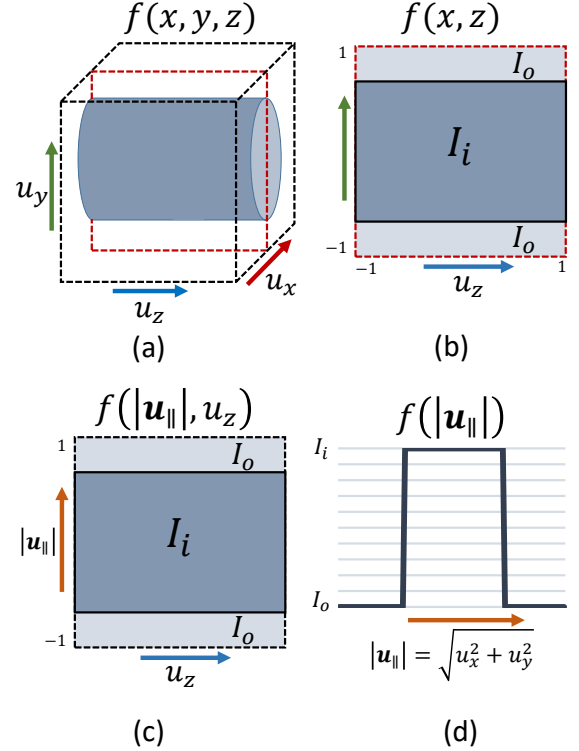 f(x, y, z)
u_y
u_z
u_x
(a)
f(x, z)
1
I_o
I_i
I_o
−1
−1
u_z
1
(b)
f(|u_∥|, u_z)
1
I_o
|u_∥|
I_i
I_o
−1
u_z
(c)
f(|u_∥|)
I_i
I_o
|u_∥| = √(u_x^2 + u_y^2)
(d)